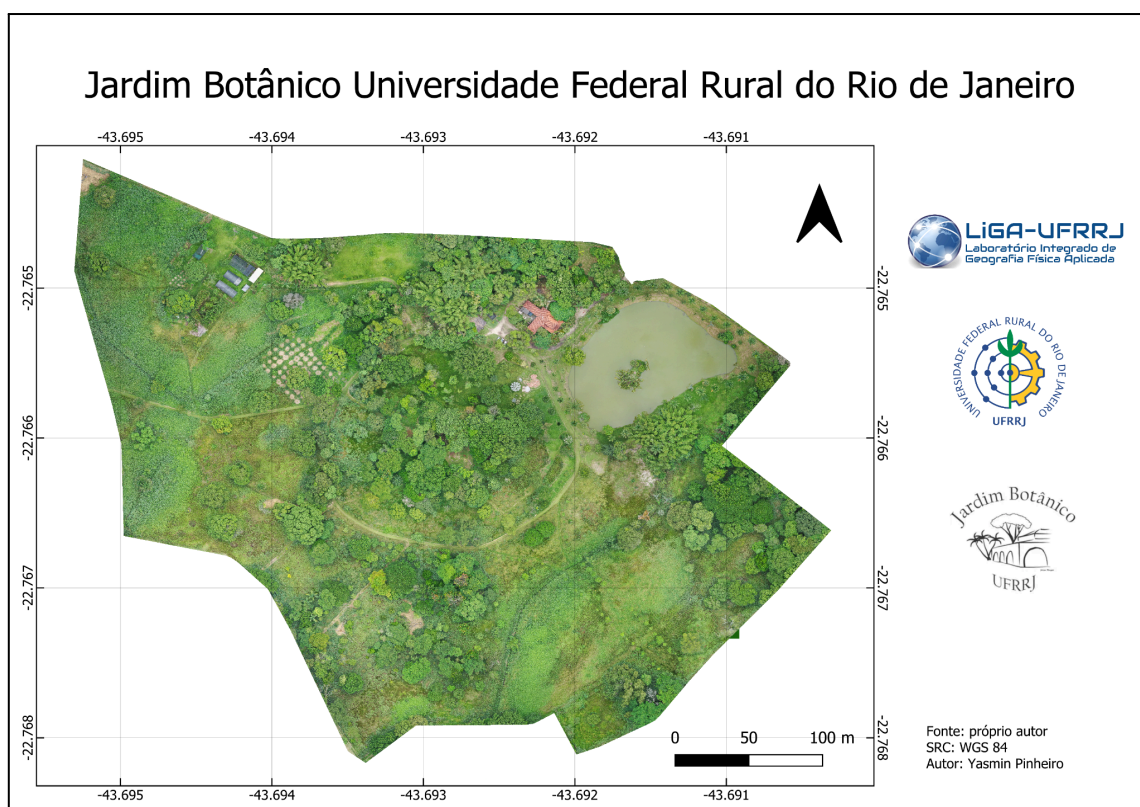 Jardim Botânico Universidade Federal Rural do Rio de Janeiro
-43.695 -43.694 -43.693 -43.692 -43.691
-22.765
-22.766
-22.767
-22.768
-22.765
-22.766
-22.767
-22.768
-43.695 -43.694 -43.693 -43.692 -43.691
0 50 100 m
LiGA-UFRRJ
Laboratório Integrado de
Geografia Física Aplicada
UNIVERSIDADE FEDERAL RURAL DO RIO DE JANEIRO
UFRRJ
Jardim Botânico
UFRRJ
Fonte: próprio autor
SRC: WGS 84
Autor: Yasmin Pinheiro